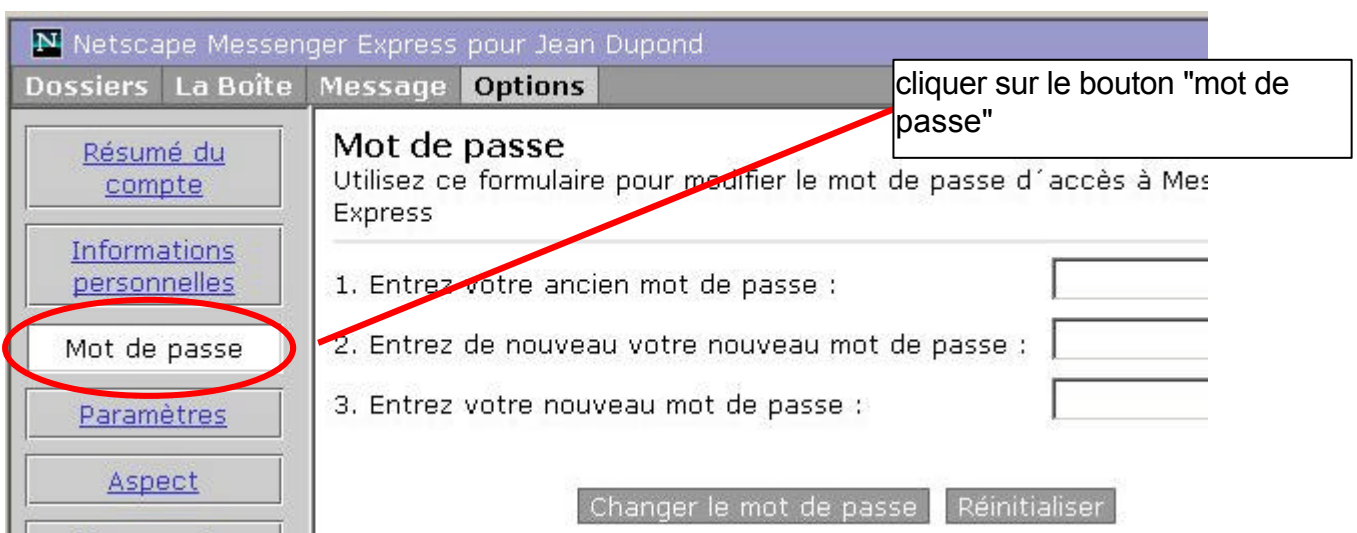 Netscape Messenger Express pour Jean Dupond
Dossiers La Boîte Message Options
cliquer sur le bouton "mot de
passe"
Résumé du
compte
Informations
personnelles
Mot de passe
Paramètres
Aspect
Mot de passe
Utilisez ce formulaire pour modifier le mot de passe d´accès à Mes
Express
1. Entrez votre ancien mot de passe :
2. Entrez de nouveau votre nouveau mot de passe :
3. Entrez votre nouveau mot de passe :
Changer le mot de passe Réinitialiser